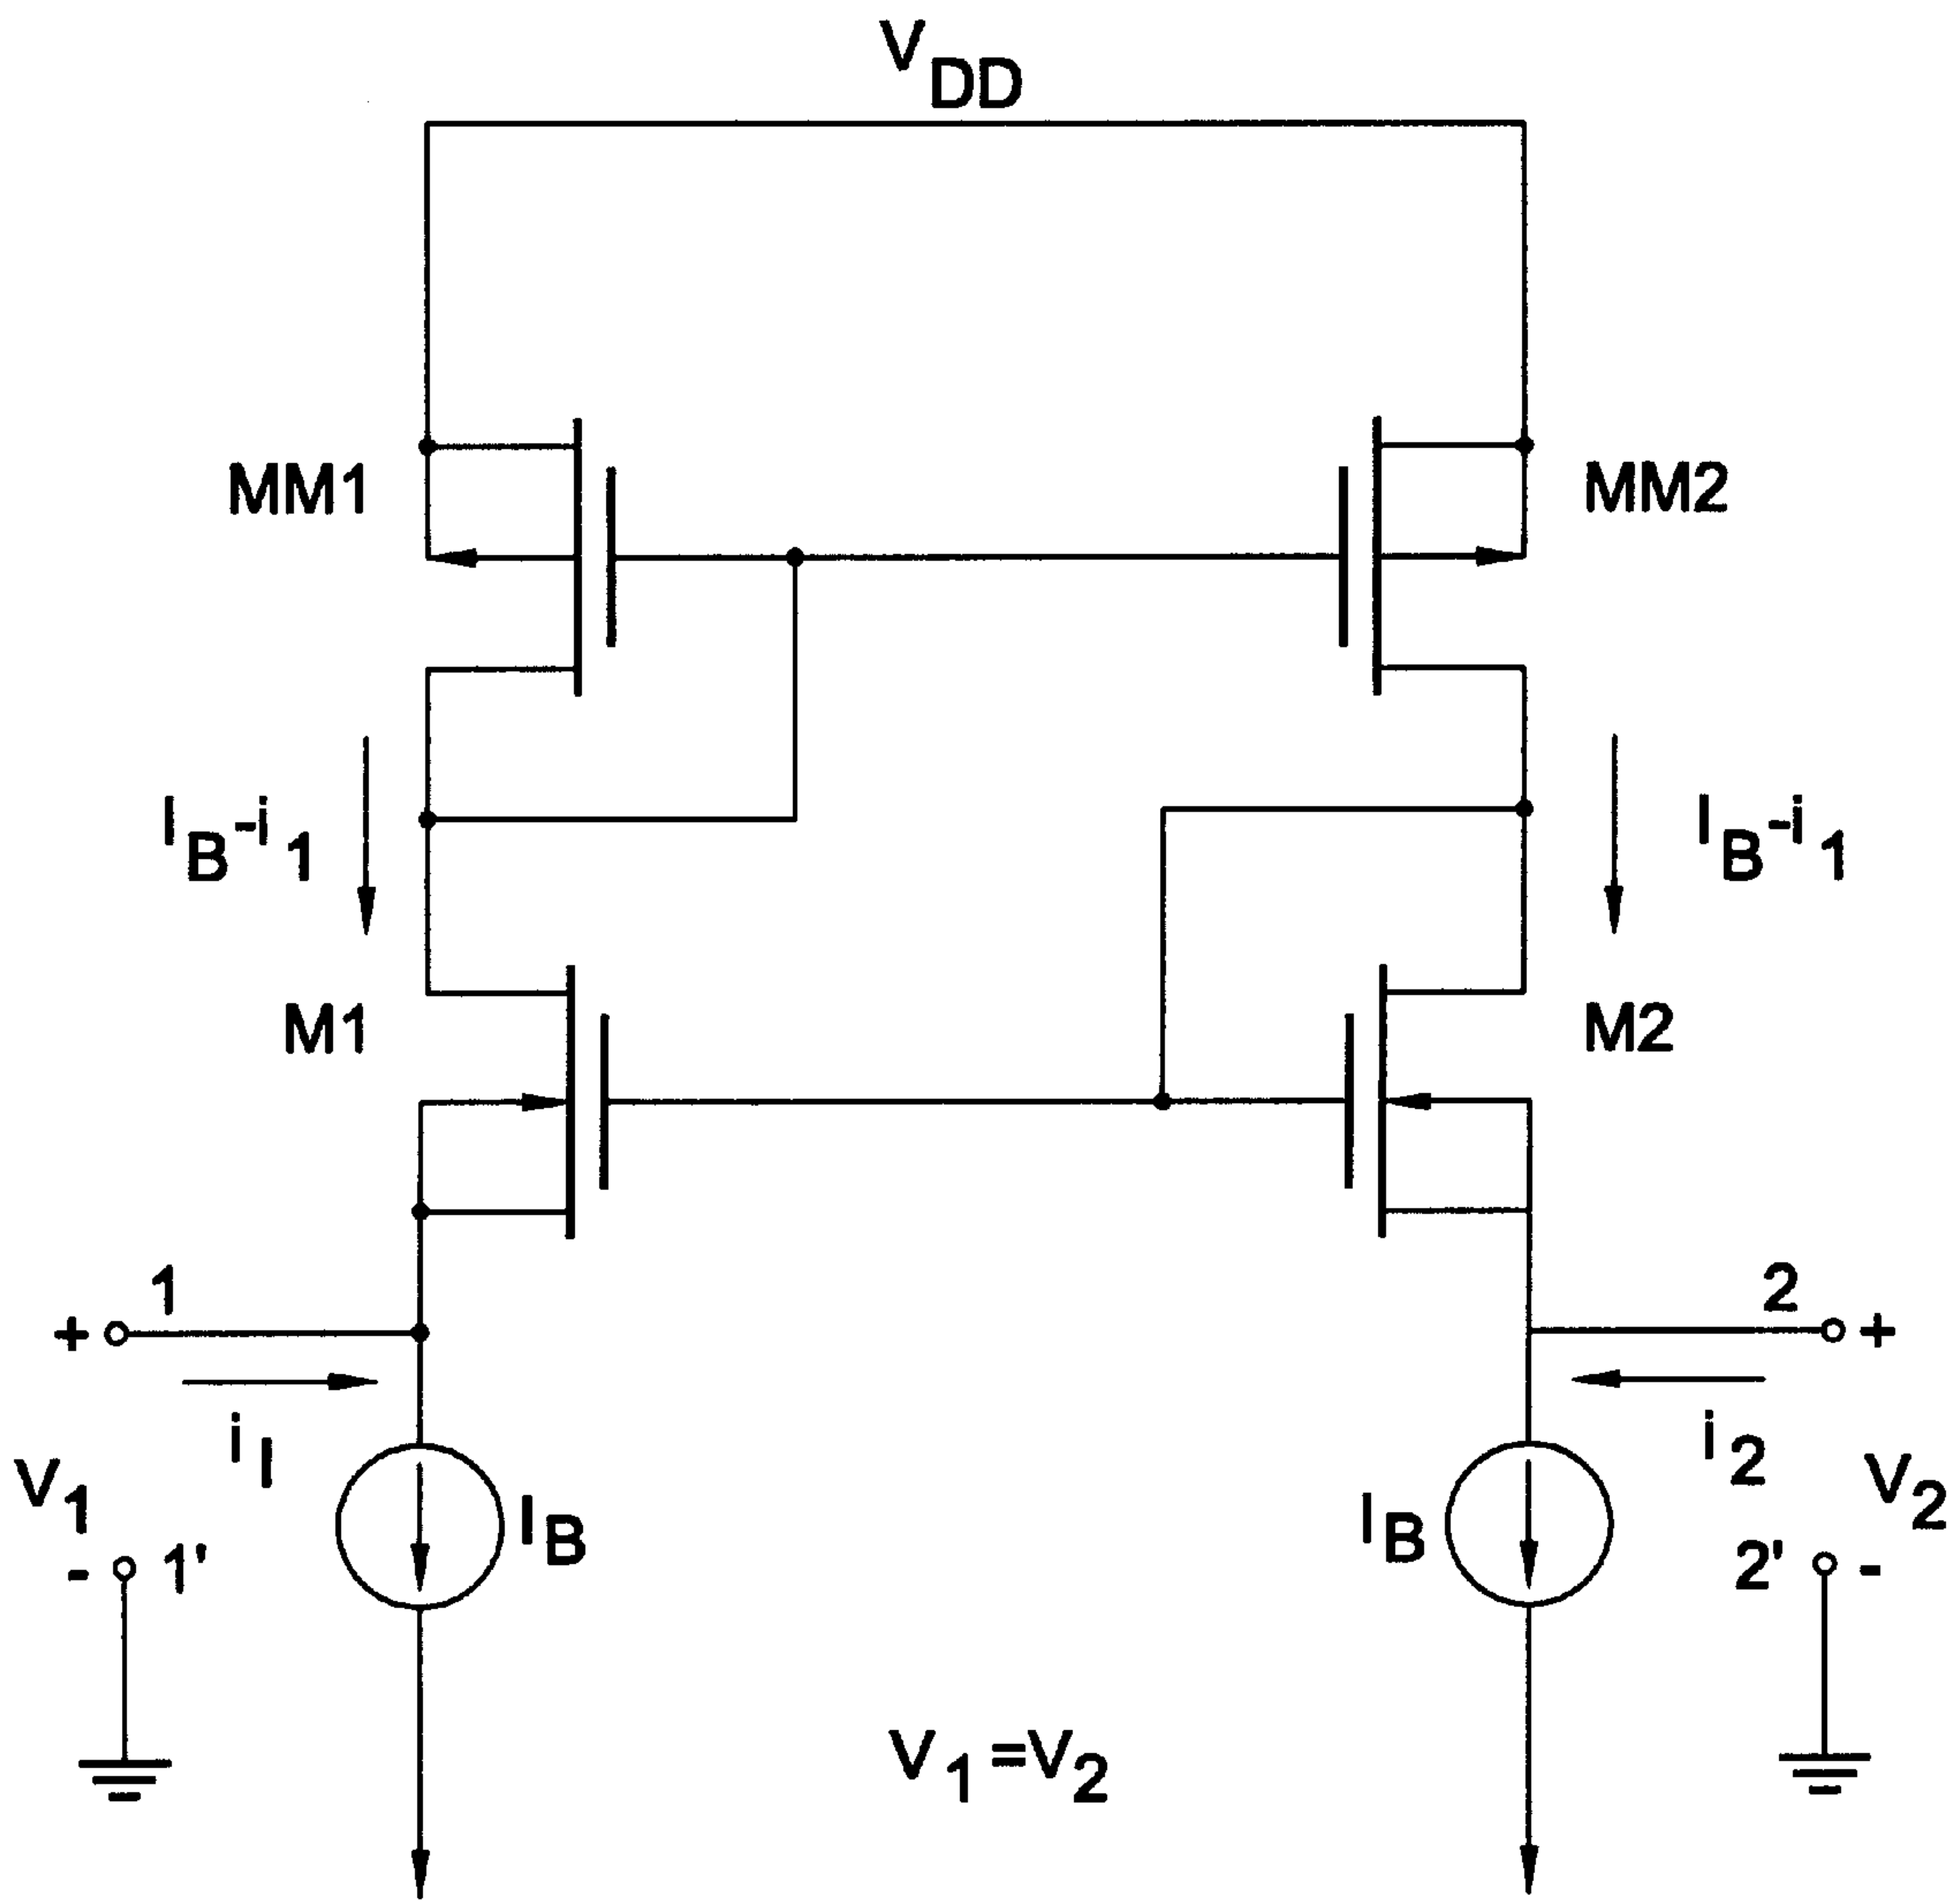 VDD
MM1
MM2
IB-i1
IB-i1
M1
M2
1
2
+
+
iI
i2
V1
IB
IB
V2
-
1'
2'
-
V1=V2